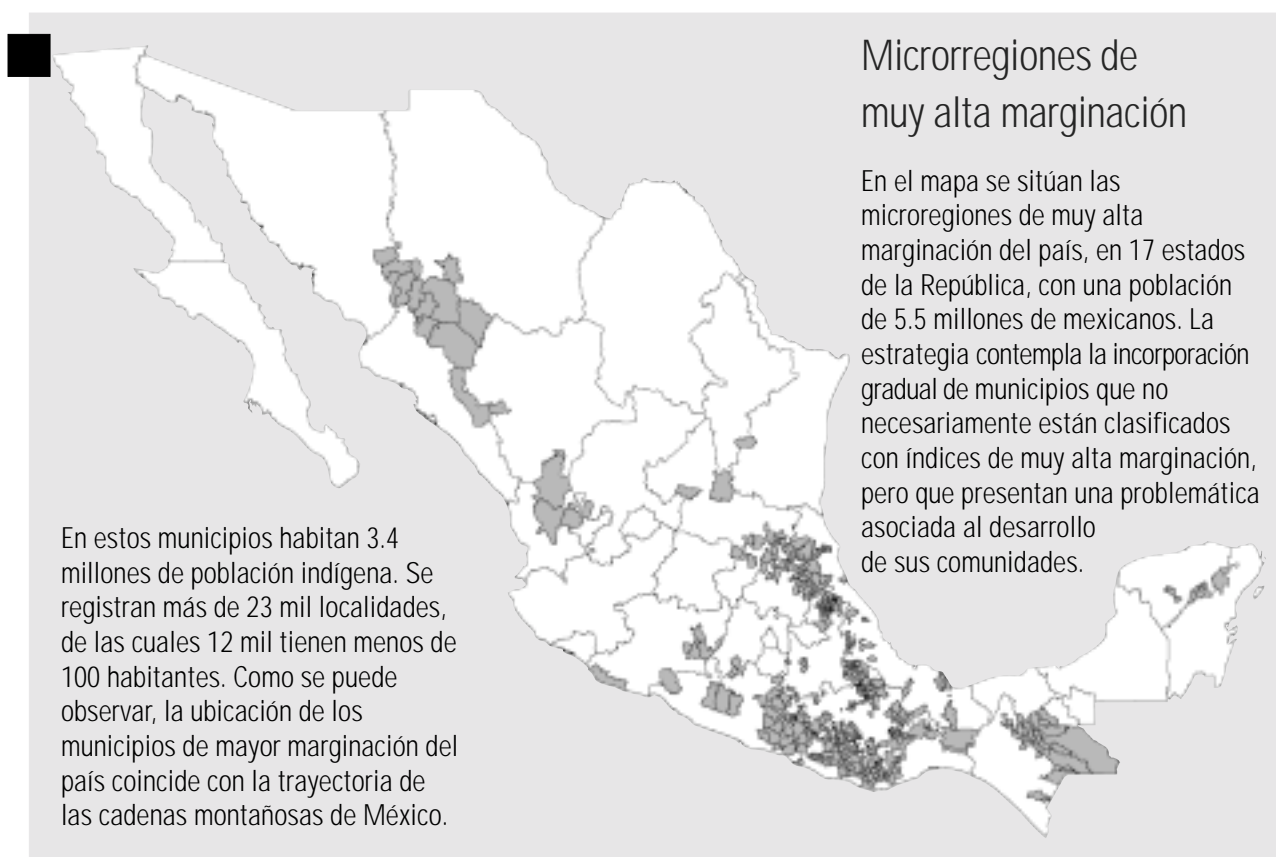 Microrregiones de
muy alta marginación
En el mapa se sitúan las
microregiones de muy alta
marginación del país, en 17 estados
de la República, con una población
de 5.5 millones de mexicanos. La
estrategia contempla la incorporación
gradual de municipios que no
necesariamente están clasificados
con índices de muy alta marginación,
pero que presentan una problemática
asociada al desarrollo
de sus comunidades.
En estos municipios habitan 3.4
millones de población indígena. Se
registran más de 23 mil localidades,
de las cuales 12 mil tienen menos de
100 habitantes. Como se puede
observar, la ubicación de los
municipios de mayor marginación del
país coincide con la trayectoria de
las cadenas montañosas de México.